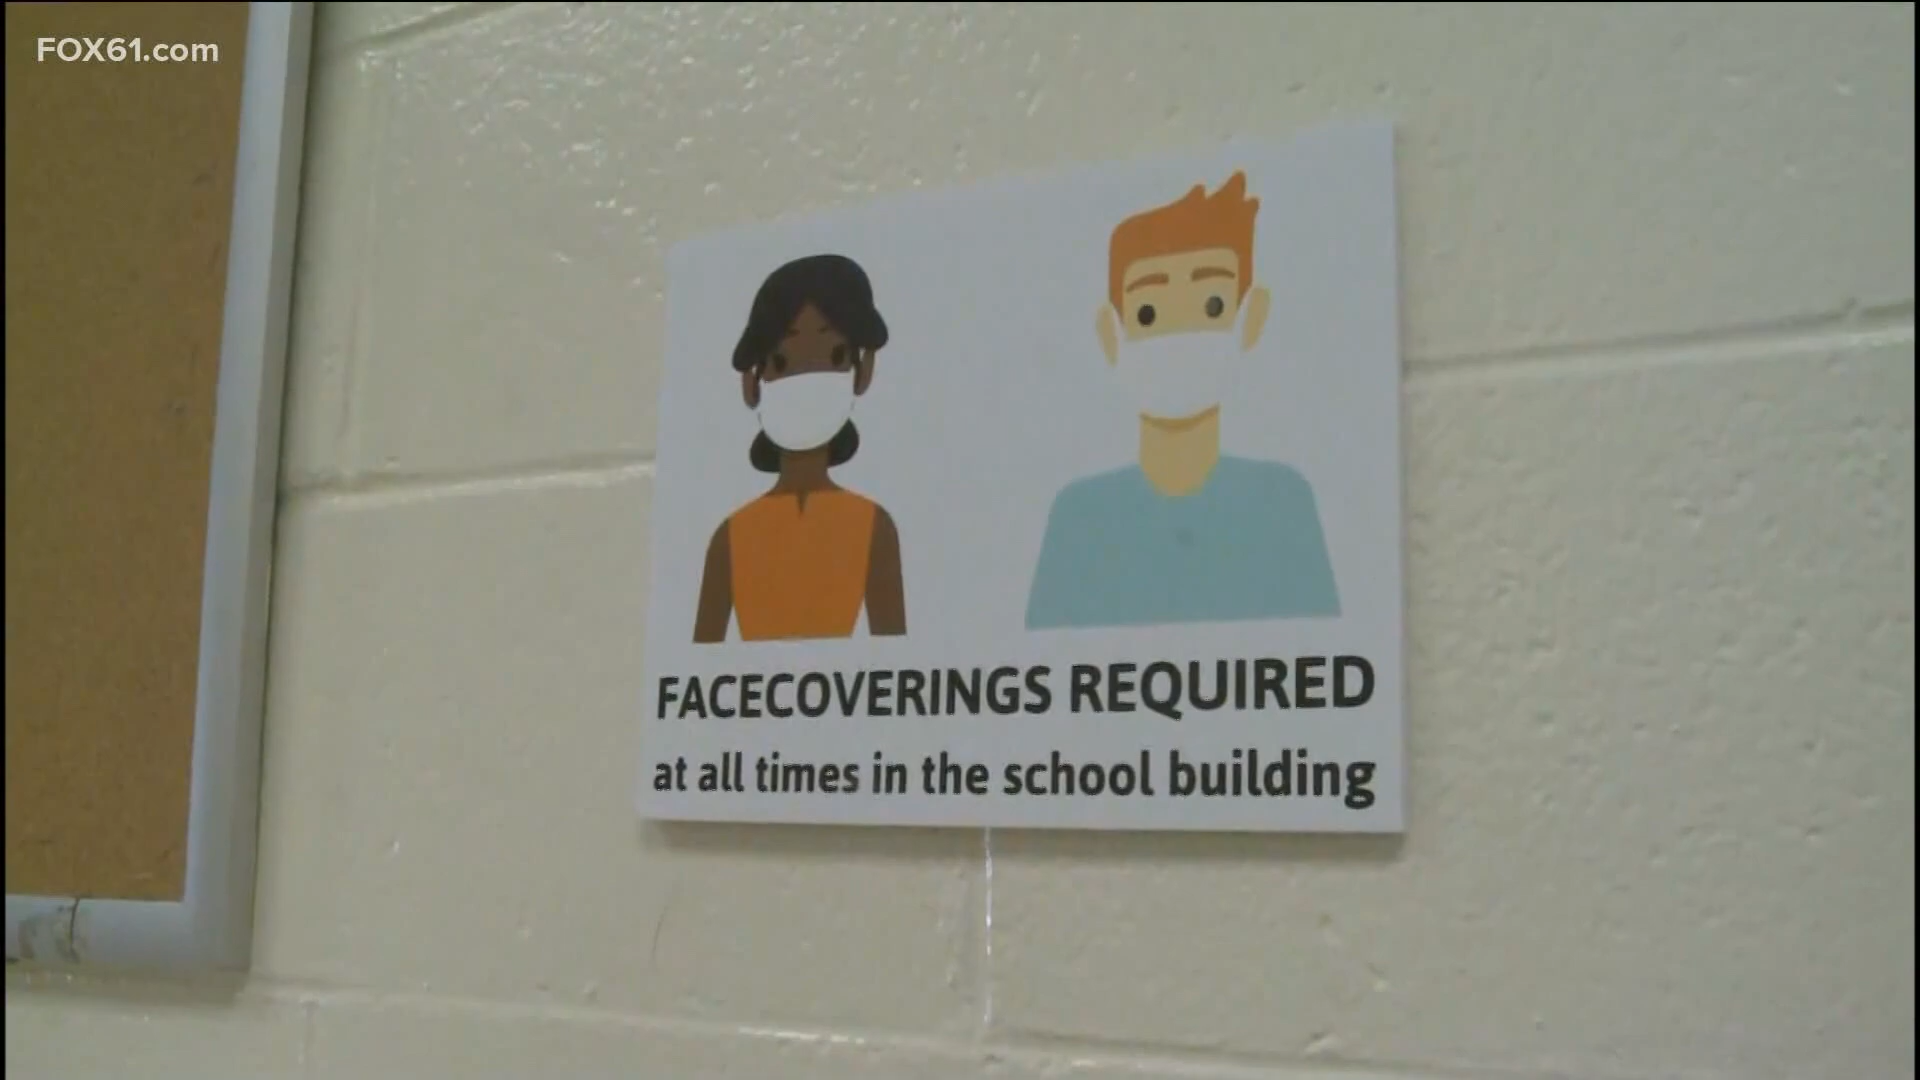 FOX61.com
FACECOVERINGS REQUIRED
at all times in the school building